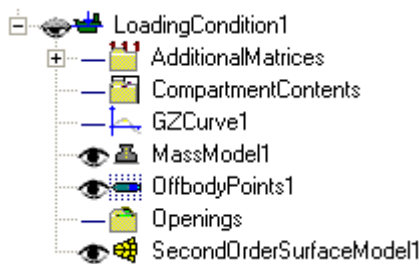 LoadingCondition1
AdditionalMatrices
CompartmentContents
GZCurve1
MassModel1
OffbodyPoints1
Openings
SecondOrderSurfaceModel1